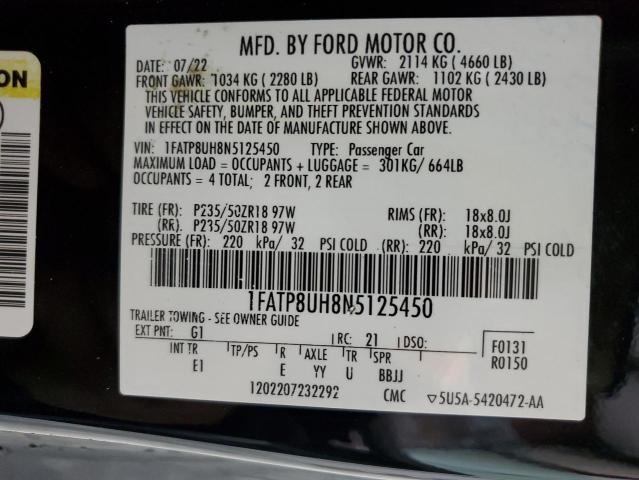 ON
MFD. BY FORD MOTOR CO.
DATE: 07/22 GVWR: 2114 KG ( 4660 LB)
FRONT GAWR: 1034 KG ( 2280 LB) REAR GAWR: 1102 KG ( 2430 LB)
THIS VEHICLE CONFORMS TO ALL APPLICABLE FEDERAL MOTOR
VEHICLE SAFETY, BUMPER, AND THEFT PREVENTION STANDARDS
IN EFFECT ON THE DATE OF MANUFACTURE SHOWN ABOVE.
VIN: 1FATP8UH8N5125450 TYPE: Passenger Car
MAXIMUM LOAD = OCCUPANTS + LUGGAGE = 301KG/ 664LB
OCCUPANTS = 4 TOTAL; 2 FRONT, 2 REAR
TIRE (FR): P235/50ZR18 97W RIMS (FR): 18x8.0J
(RR): P235/50ZR18 97W (RR): 18x8.0J
PRESSURE (FR): 220 kPa/ 32 PSI COLD (RR): 220 kPa/ 32 PSI COLD
1FATP8UH8N5125450
TRAILER TOWING - SEE OWNER GUIDE
EXT PNT: G1 RC: 21 DSO: F0131
INT TR TP/PS R AXLE TR SPR R0150
E1 E YY U BBJJ
1202207232292 CMC ▽5U5A-5420472-AA